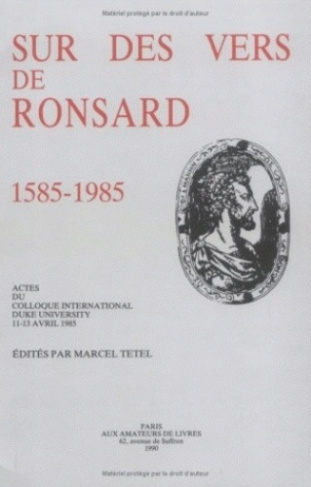 Matériel protégé par le droit d'auteur
SUR DES VERS
DE
RONSARD
1585-1985
ACTES
DU
COLLOQUE INTERNATIONAL
DUKE UNIVERSITY
11-13 AVRIL 1985
ÉDITÉS PAR MARCEL TETEL
PARIS
AUX AMATEURS DE LIVRES
62, avenue de Suffren
1990
Matériel protégé par le droit d'auteur